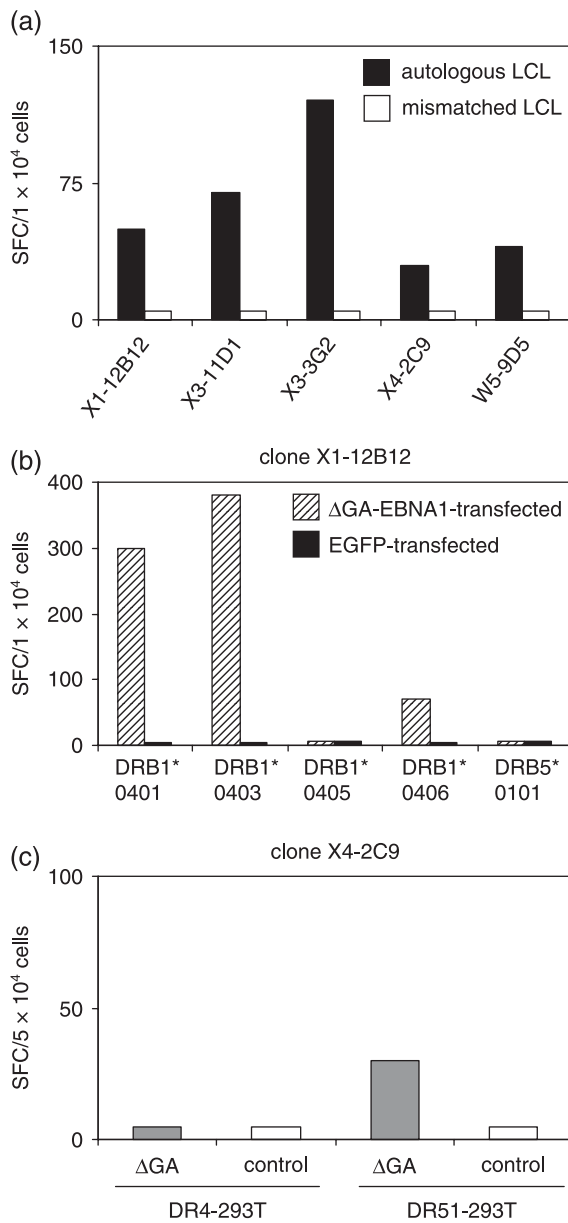 (a)
150
75
0
SFC/1 × 10⁴ cells
autologous LCL
mismatched LCL
X1-12B12
X3-11D1
X3-3G2
X4-2C9
W5-9D5
(b)
clone X1-12B12
400
300
200
100
0
SFC/1 × 10⁴ cells
ΔGA-EBNA1-transfected
EGFP-transfected
DRB1* DRB1* DRB1* DRB1* DRB5*
0401 0403 0405 0406 0101
(c)
clone X4-2C9
100
50
0
SFC/5 × 10⁴ cells
ΔGA control ΔGA control
DR4-293T DR51-293T